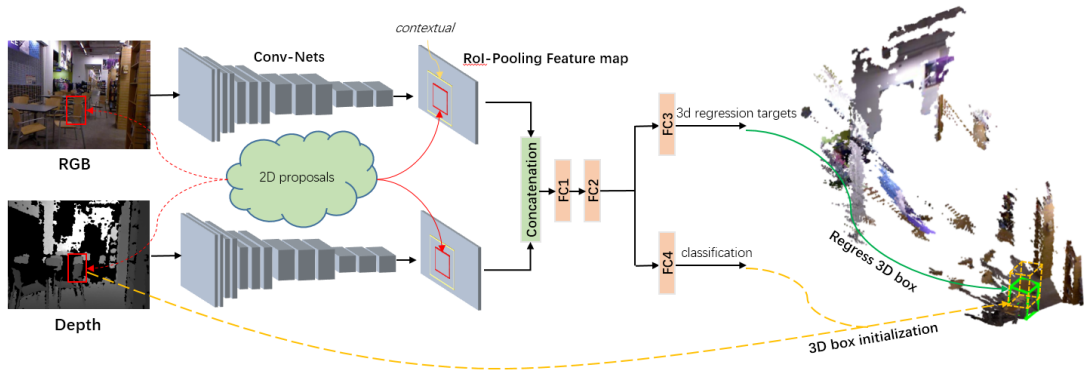 contextual
Conv-Nets
RoI-Pooling Feature map
RGB
2D proposals
Concatenation
FC1
FC2
FC3
3d regression targets
FC4
classification
Depth
Regress 3D box
3D box initialization